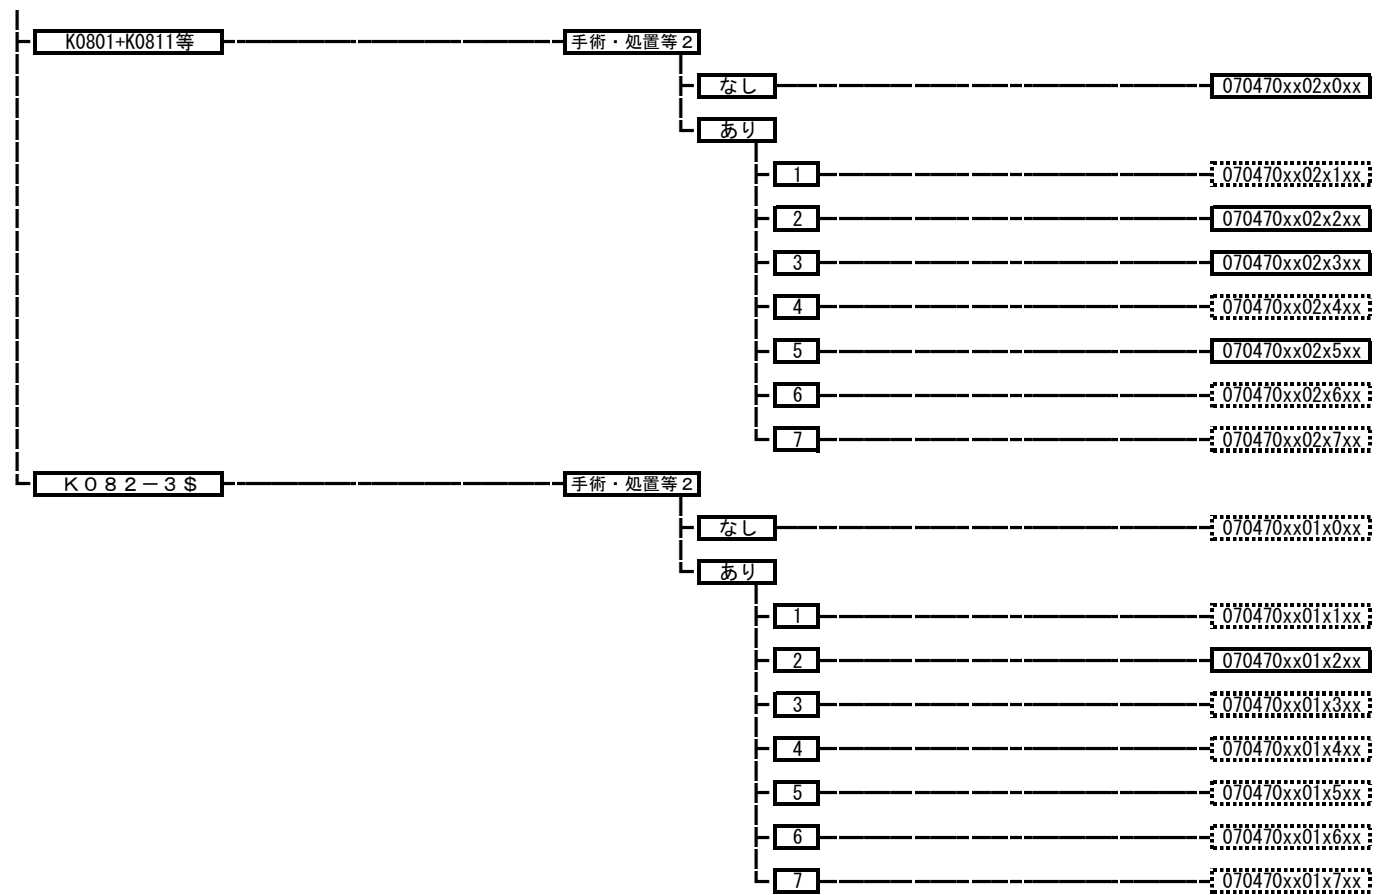 K0801+K0811等 手術・処置等２
なし 070470xx02x0xx
あり
1 070470xx02x1xx
2 070470xx02x2xx
3 070470xx02x3xx
4 070470xx02x4xx
5 070470xx02x5xx
6 070470xx02x6xx
7 070470xx02x7xx
Ｋ０８２－３＄ 手術・処置等２
なし 070470xx01x0xx
あり
1 070470xx01x1xx
2 070470xx01x2xx
3 070470xx01x3xx
4 070470xx01x4xx
5 070470xx01x5xx
6 070470xx01x6xx
7 070470xx01x7xx